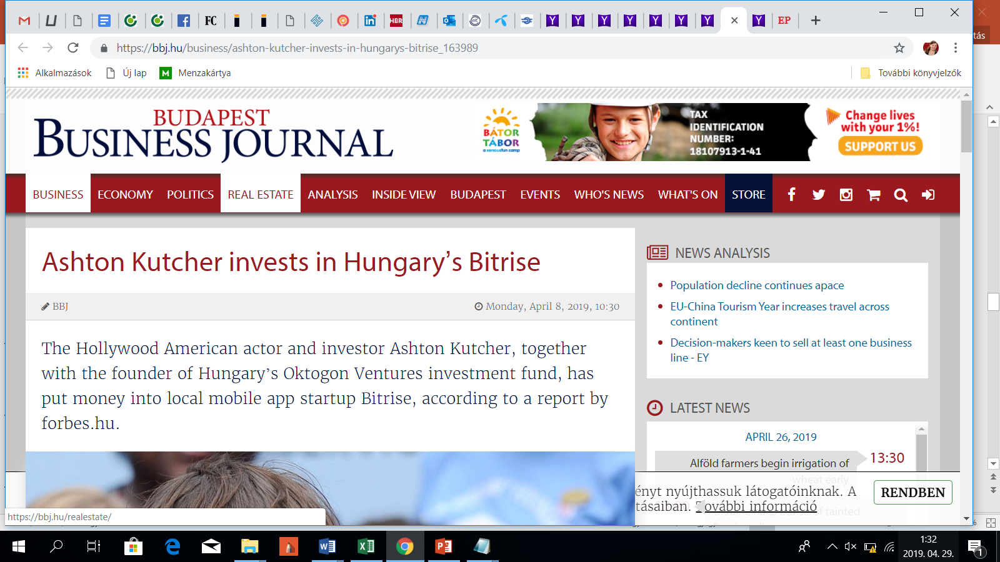 FC
HBR
EP
https://bbj.hu/business/ashton-kutcher-invests-in-hungarys-bitrise_163989
Alkalmazások Új lap Menzakártya További könyvjelzők
BUDAPEST
BUSINESS JOURNAL
BÁTOR
TÁBOR
a seriousfun camp
TAX
IDENTIFICATION
NUMBER:
18107913-1-41
Change lives
with your 1%!
SUPPORT US
BUSINESS ECONOMY POLITICS REAL ESTATE ANALYSIS INSIDE VIEW BUDAPEST EVENTS WHO'S NEWS WHAT'S ON STORE
Ashton Kutcher invests in Hungary’s Bitrise
BBJ Monday, April 8, 2019, 10:30
The Hollywood American actor and investor Ashton Kutcher, together
with the founder of Hungary’s Oktogon Ventures investment fund, has
put money into local mobile app startup Bitrise, according to a report by
forbes.hu.
NEWS ANALYSIS
Population decline continues apace
EU-China Tourism Year increases travel across
continent
Decision-makers keen to sell at least one business
line - EY
LATEST NEWS
APRIL 26, 2019
13:30
Alföld farmers begin irrigation of
wheat early
ényt nyújthassuk látogatóinknak. A
tásaiban. További információ
RENDBEN
of tainted
https://bbj.hu/realestate/
tás
1:32
2019. 04. 29.
1